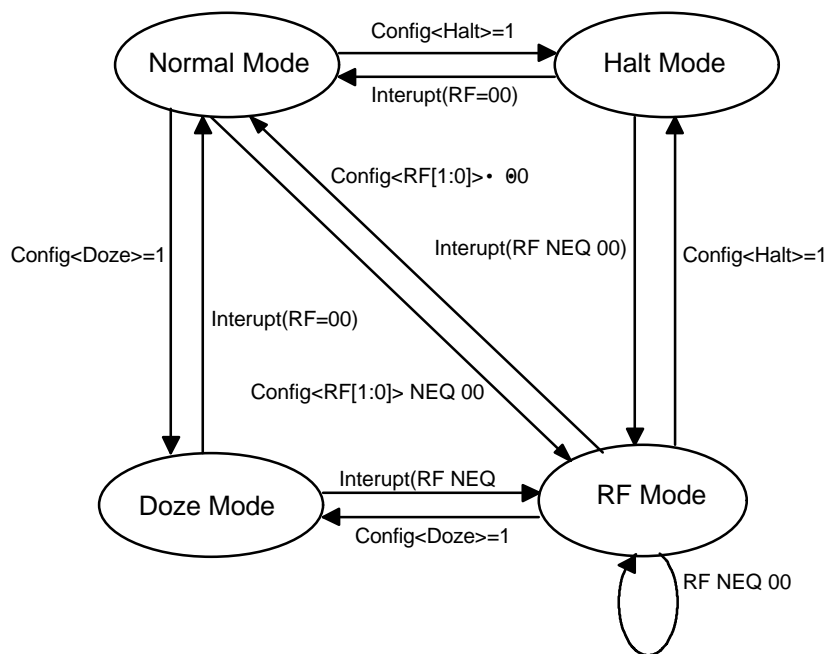 Config<Halt>=1
Normal Mode
Halt Mode
Interupt(RF=00)
Config<RF[1:0]>
Interupt(RF NEQ 00)
Config<Doze>=1
Config<Halt>=1
Interupt(RF=00)
Config<RF[1:0]> NEQ 00
Interupt(RF NEQ
Doze Mode
RF Mode
Config<Doze>=1
RF NEQ 00